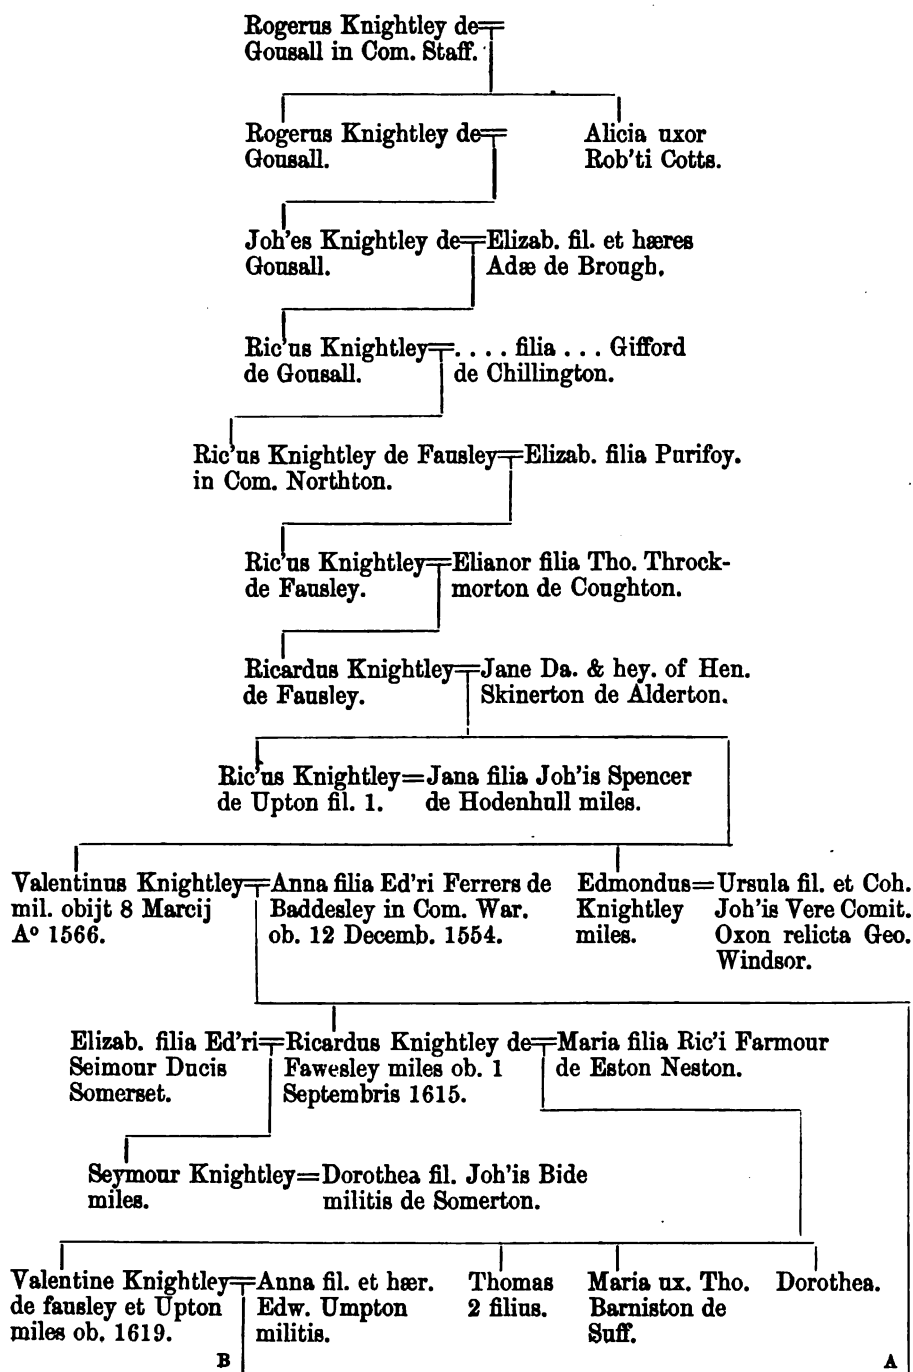 Rogerus Knightley de
Gousall in Com. Staff.
Rogerus Knightley de
Gousall.
Alicia uxor
Rob'ti Cotts.
Joh'es Knightley de
Gousall.
Elizab. fil. et hæres
Adæ de Brough.
Ric'us Knightley
de Gousall.
. . . . filia . . . Gifford
de Chillington.
Ric'us Knightley de Fausley
in Com. Northton.
Elizab. filia Purifoy.
Ric'us Knightley
de Fausley.
Elianor filia Tho. Throck-
morton de Coughton.
Ricardus Knightley
de Fausley.
Jane Da. & hey. of Hen.
Skinerton de Alderton.
Ric'us Knightley=
de Upton fil. 1.
Jana filia Joh'is Spencer
de Hodenhull miles.
Valentinus Knightley
mil. obijt 8 Marcij
Aº 1566.
Anna filia Ed'ri Ferrers de
Baddesley in Com. War.
ob. 12 Decemb. 1554.
Edmondus=
Knightley
miles.
Ursula fil. et Coh.
Joh'is Vere Comit.
Oxon relicta Geo.
Windsor.
Elizab. filia Ed'ri
Seimour Ducis
Somerset.
Ricardus Knightley de
Fawesley miles ob. 1
Septembris 1615.
Maria filia Ric'i Farmour
de Eston Neston.
Seymour Knightley=
miles.
Dorothea fil. Joh'is Bide
militis de Somerton.
Valentine Knightley
de fausley et Upton
miles ob. 1619.
Anna fil. et hær.
Edw. Umpton
militis.
Thomas
2 filius.
Maria ux. Tho.
Barniston de
Suff.
Dorothea.
B
A